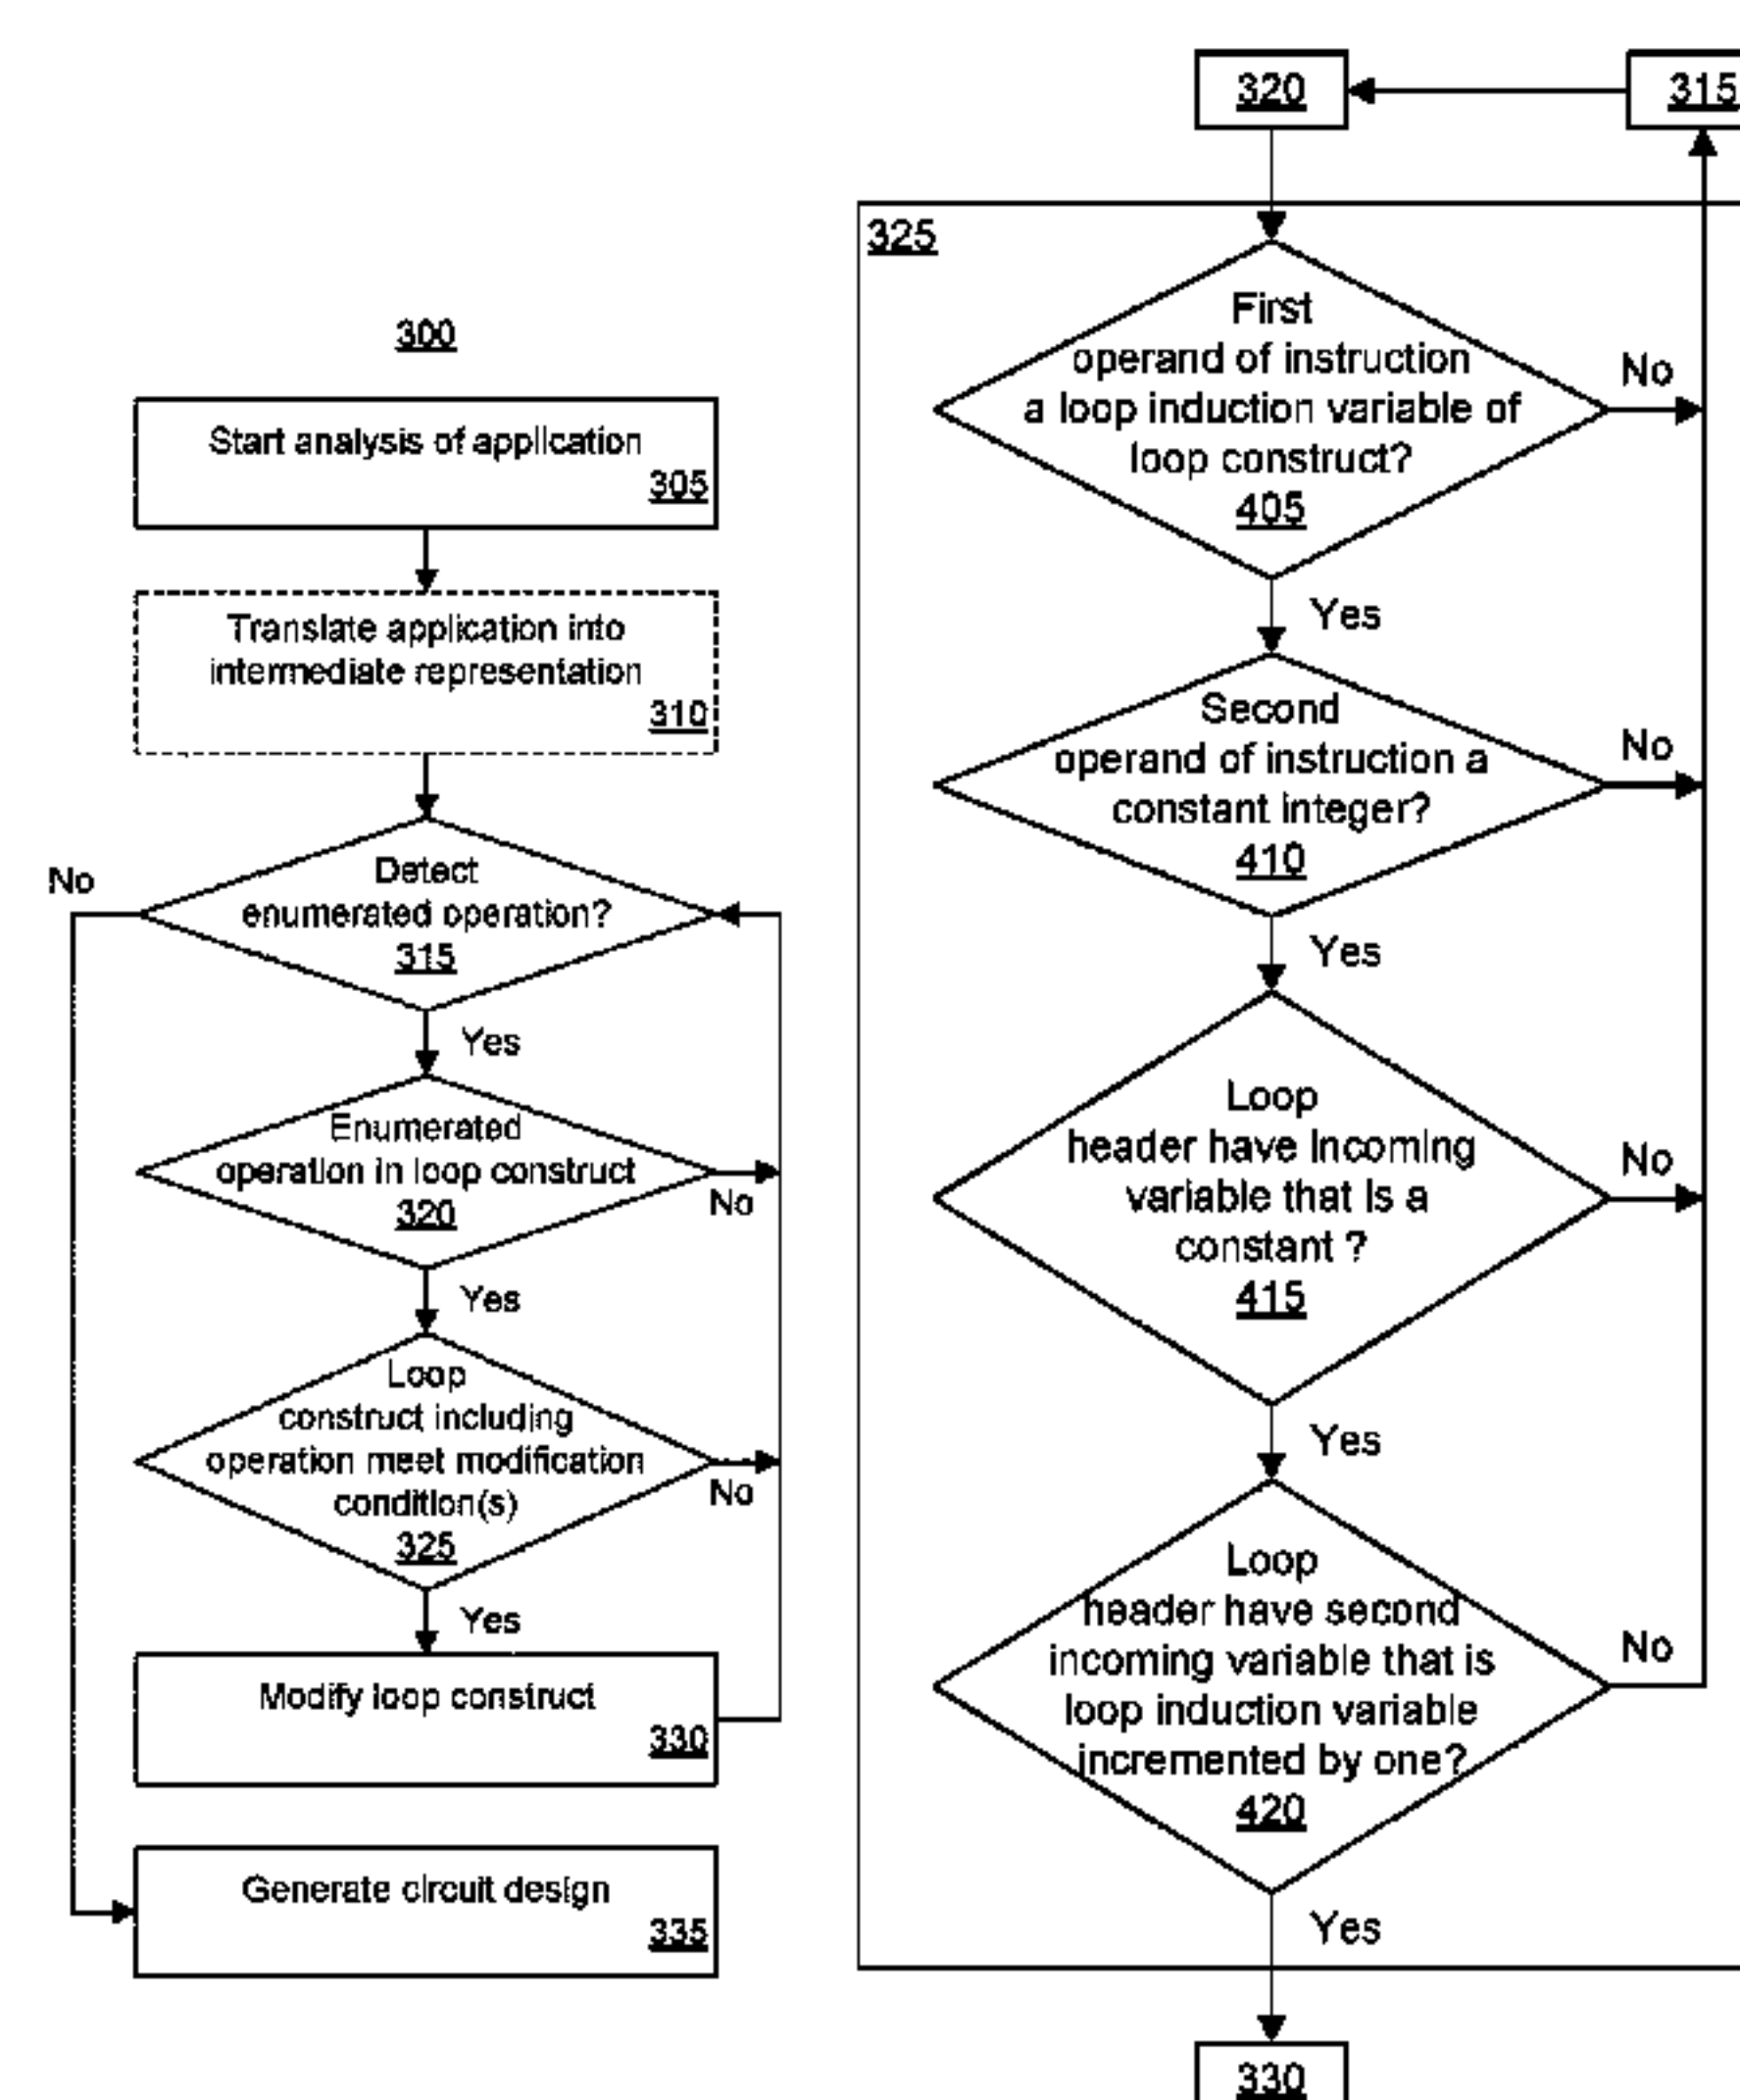 300
Start analysis of application
305
Translate application into
intermediate representation
310
Detect
enumerated operation?
315
No
Yes
Enumerated
operation in loop construct
320
No
Yes
Loop
construct including
operation meet modification
condition(s)
325
No
Yes
Modify loop construct
330
Generate circuit design
335
320
315
325
First
operand of instruction
a loop induction variable of
loop construct?
405
No
Yes
Second
operand of instruction a
constant integer?
410
No
Yes
Loop
header have incoming
variable that is a
constant ?
415
No
Yes
Loop
header have second
incoming variable that is
loop induction variable
incremented by one?
420
No
Yes
330